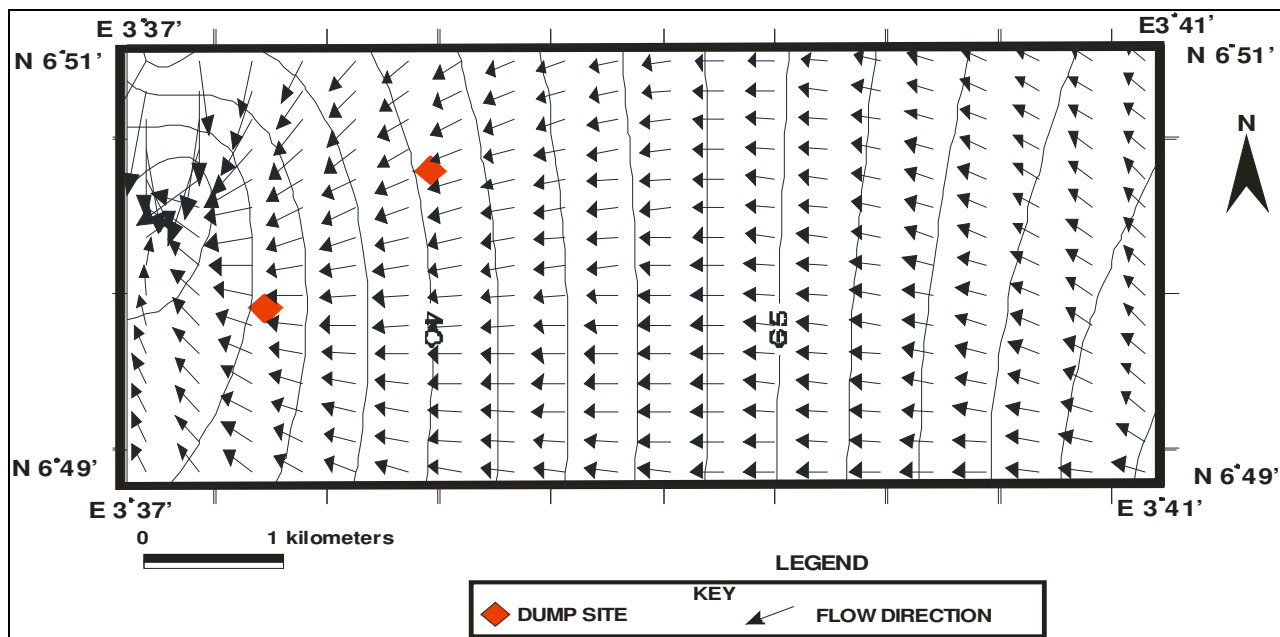 E 3°37' E3°41'
N 6°51' N 6°51'
N
65
N 6°49' N 6°49'
E 3°37' E 3°41'
0 1 kilometers
LEGEND
KEY
DUMP SITE FLOW DIRECTION